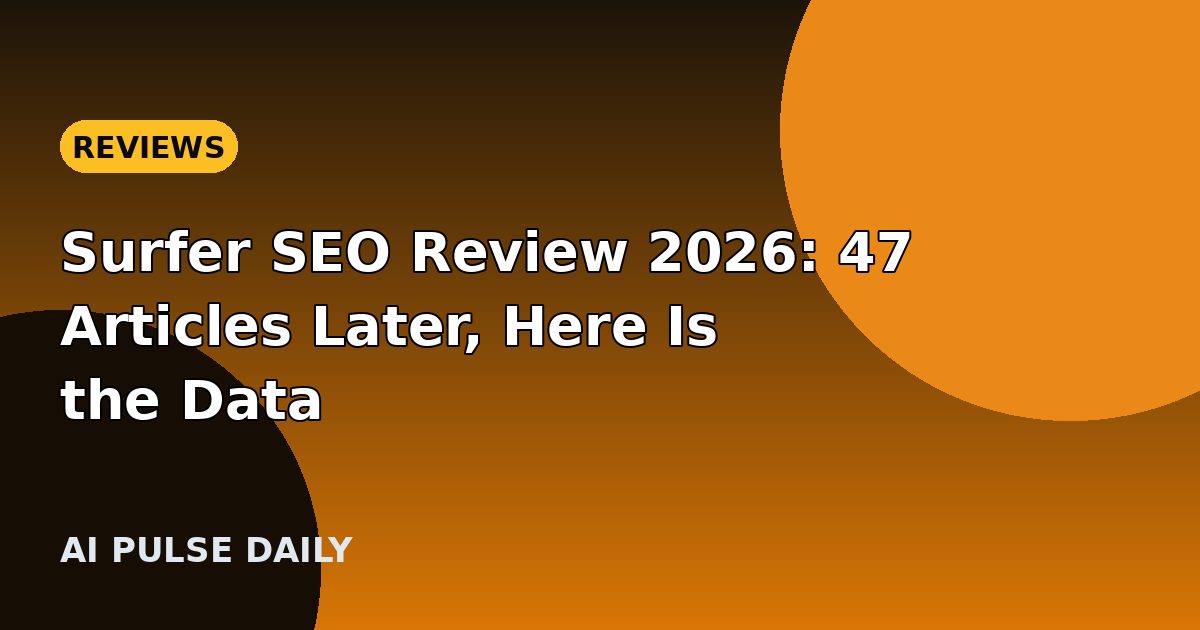 REVIEWS
Surfer SEO Review 2026: 47
Articles Later, Here Is
the Data
AI PULSE DAILY